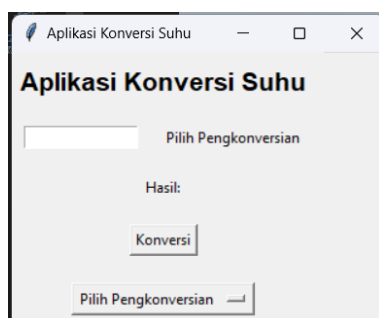 Aplikasi Konversi Suhu
Aplikasi Konversi Suhu
Pilih Pengkonversian
Hasil:
Konversi
Pilih Pengkonversian